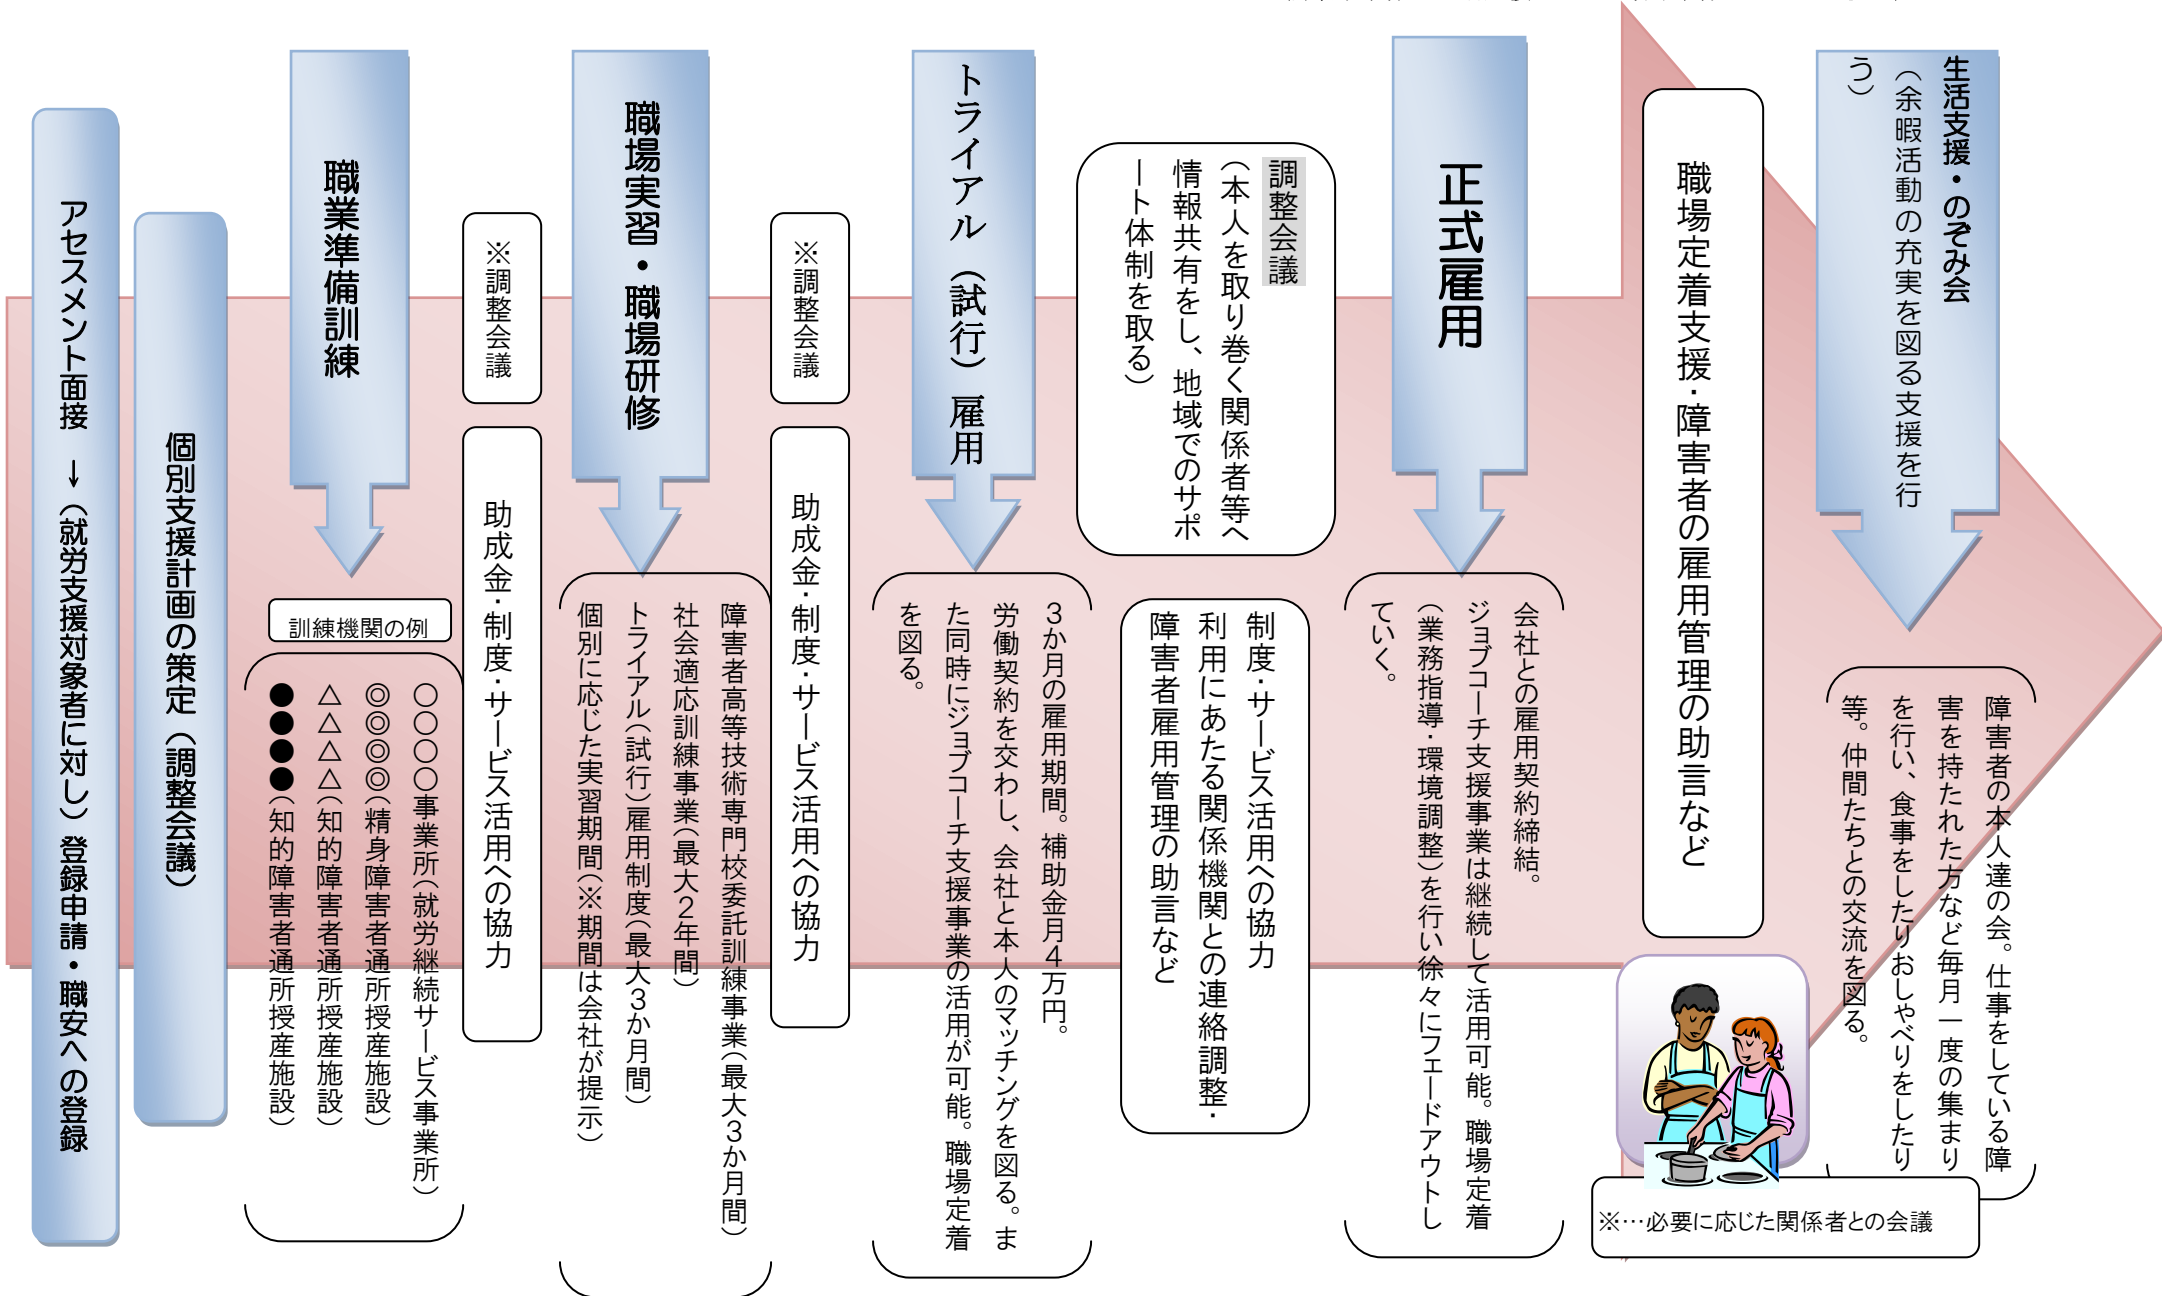 アセスメント面接　→（就労支援対象者に対し）登録申請・職安への登録
個別支援計画の策定（調整会議）
職業準備訓練
訓練機関の例
○○○○事業所（就労継続サービス事業所）
◎◎◎◎（精身障害者通所授産施設）
△△△△（知的障害者通所授産施設）
●●●●（知的障害者通所授産施設）
※調整会議
助成金・制度・サービス活用への協力
職場実習・職場研修
障害者高等技術専門校委託訓練事業（最大３か月間）
社会適応訓練事業（最大２年間）
トライアル（試行）雇用制度（最大３か月間）
個別に応じた実習期間（※期間は会社が提示）
※調整会議
助成金・制度・サービス活用への協力
トライアル（試行）雇用
３か月の雇用期間。補助金月４万円。
労働契約を交わし、会社と本人のマッチングを図る。ま
た同時にジョブコーチ支援事業の活用が可能。職場定着
を図る。
調整会議
（本人を取り巻く関係者等へ
情報共有をし、地域でのサポ
ート体制を取る）
制度・サービス活用への協力
利用にあたる関係機関との連絡調整・
障害者雇用管理の助言など
正式雇用
会社との雇用契約締結。
ジョブコーチ支援事業は継続して活用可能。職場定着
（業務指導・環境調整）を行い徐々にフェードアウトし
ていく。
職場定着支援・障害者の雇用管理の助言など
生活支援・のぞみ会
（余暇活動の充実を図る支援を行
う）
障害者の本人達の会。仕事をしている障
害を持たれた方など毎月一度の集まり
を行い、食事をしたりおしゃべりをしたり
等。仲間たちとの交流を図る。
※…必要に応じた関係者との会議